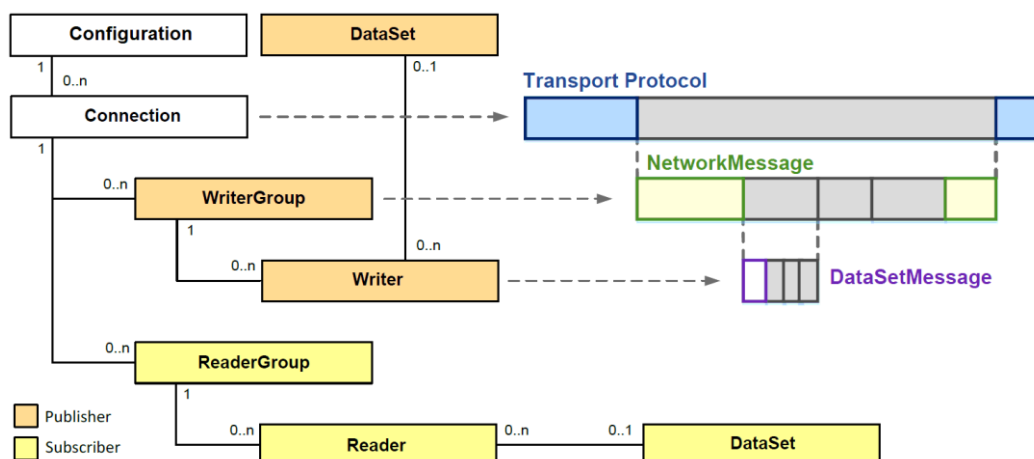 Configuration
DataSet
1
0..n
0..1
Transport Protocol
Connection
1
NetworkMessage
0..n
WriterGroup
1
0..n
0..n
Writer
DataSetMessage
0..n
ReaderGroup
1
Publisher
Subscriber
0..n
Reader
0..n
0..1
DataSet